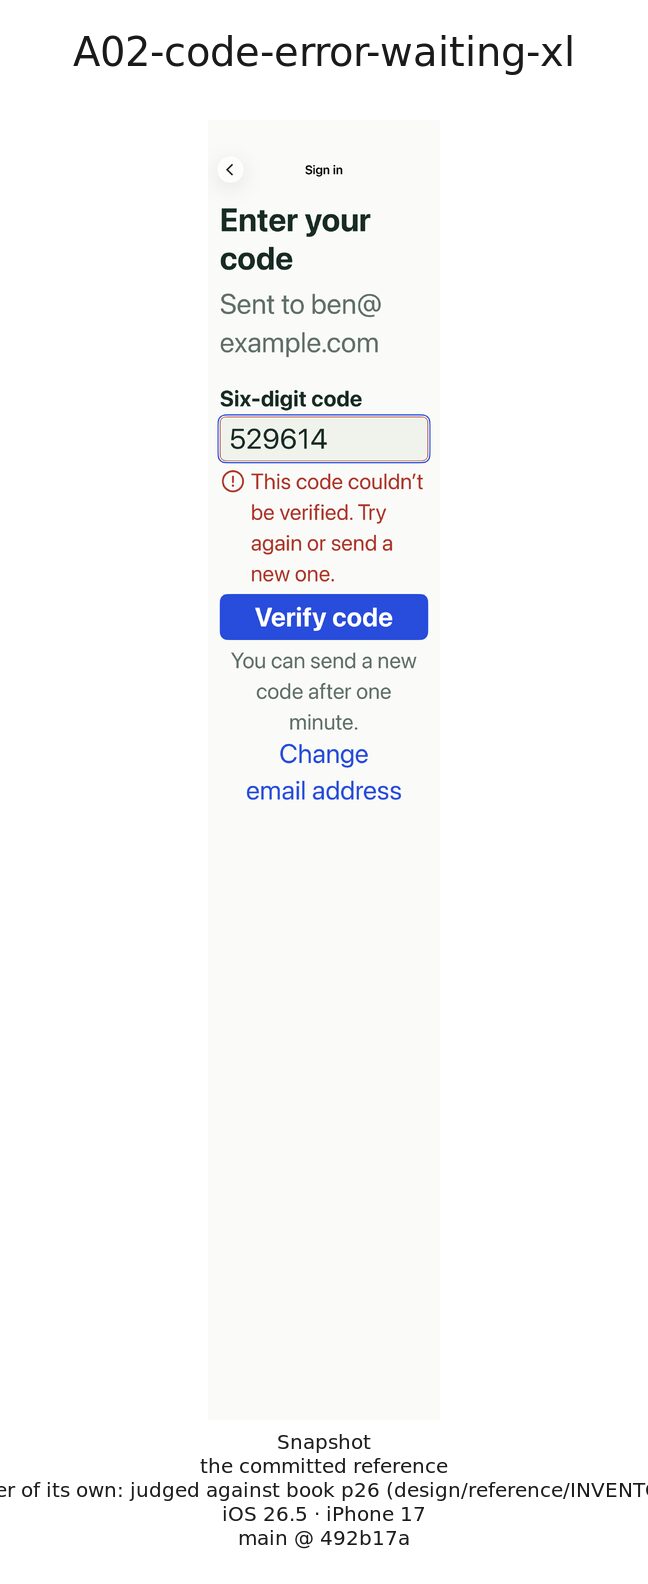 A02-code-error-waiting-xl
Sign in
Enter your
code
Sent to ben@
example.com
Six-digit code
529614
This code couldn’t
be verified. Try
again or send a
new one.
Verify code
You can send a new
code after one
minute.
Change
email address
Snapshot
the committed reference
of its own: judged against book p26 (design/reference/
iOS 26.5 · iPhone 17
main @ 492b17a